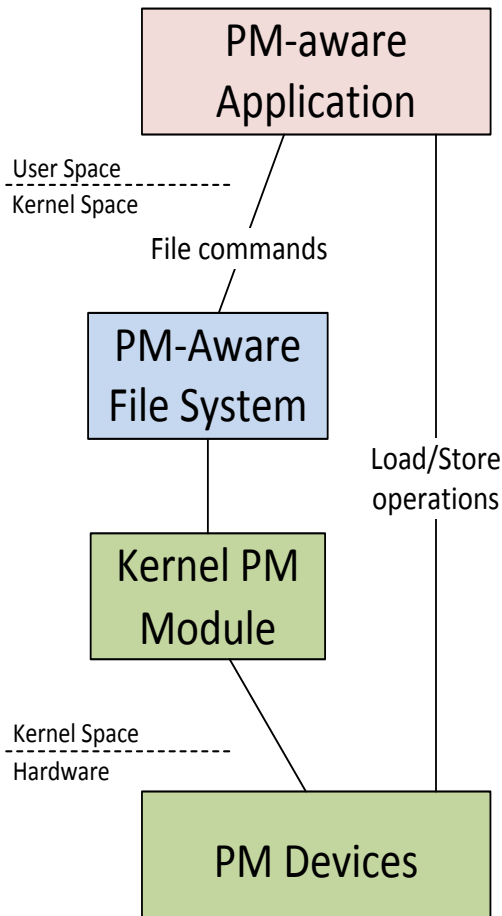 PM-aware
Application
User Space
Kernel Space
File commands
PM-Aware
File System
Load/Store
operations
Kernel PM
Module
Kernel Space
Hardware
PM Devices